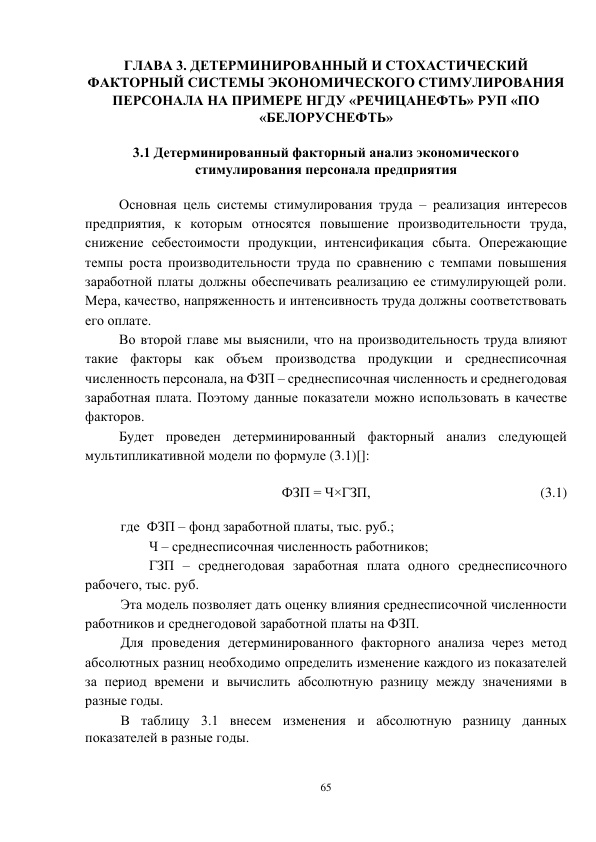 ГЛАВА 3. ДЕТЕРМИНИРОВАННЫЙ И СТОХАСТИЧЕСКИЙ
ФАКТОРНЫЙ СИСТЕМЫ ЭКОНОМИЧЕСКОГО СТИМУЛИРОВАНИЯ
ПЕРСОНАЛА НА ПРИМЕРЕ НГДУ «РЕЧИЦАНЕФТЬ» РУП «ПО
«БЕЛОРУСНЕФТЬ»
3.1 Детерминированный факторный анализ экономического
стимулирования персонала предприятия
Основная цель системы стимулирования труда – реализация интересов
предприятия, к которым относятся повышение производительности труда,
снижение себестоимости продукции, интенсификация сбыта. Опережающие
темпы роста производительности труда по сравнению с темпами повышения
заработной платы должны обеспечивать реализацию ее стимулирующей роли.
Мера, качество, напряженность и интенсивность труда должны соответствовать
его оплате.
Во второй главе мы выяснили, что на производительность труда влияют
такие факторы как объем производства продукции и среднесписочная
численность персонала, на ФЗП – среднесписочная численность и среднегодовая
заработная плата. Поэтому данные показатели можно использовать в качестве
факторов.
Будет проведен детерминированный факторный анализ следующей
мультипликативной модели по формуле (3.1)[]:
ФЗП = Ч×ГЗП, (3.1)
где ФЗП – фонд заработной платы, тыс. руб.;
Ч – среднесписочная численность работников;
ГЗП – среднегодовая заработная плата одного среднесписочного
рабочего, тыс. руб.
Эта модель позволяет дать оценку влияния среднесписочной численности
работников и среднегодовой заработной платы на ФЗП.
Для проведения детерминированного факторного анализа через метод
абсолютных разниц необходимо определить изменение каждого из показателей
за период времени и вычислить абсолютную разницу между значениями в
разные годы.
В таблицу 3.1 внесем изменения и абсолютную разницу данных
показателей в разные годы.
65